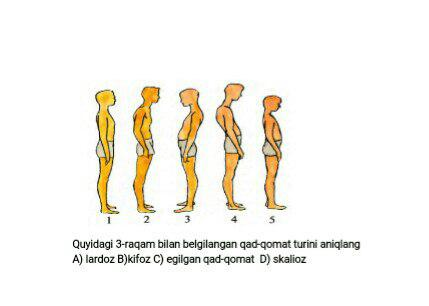 1 2 3 4 5
Quyidagi 3-raqam bilan belgilangan qad-qomat turini aniqlang
A) lardoz B)kifoz C) egilgan qad-qomat D) skalioz